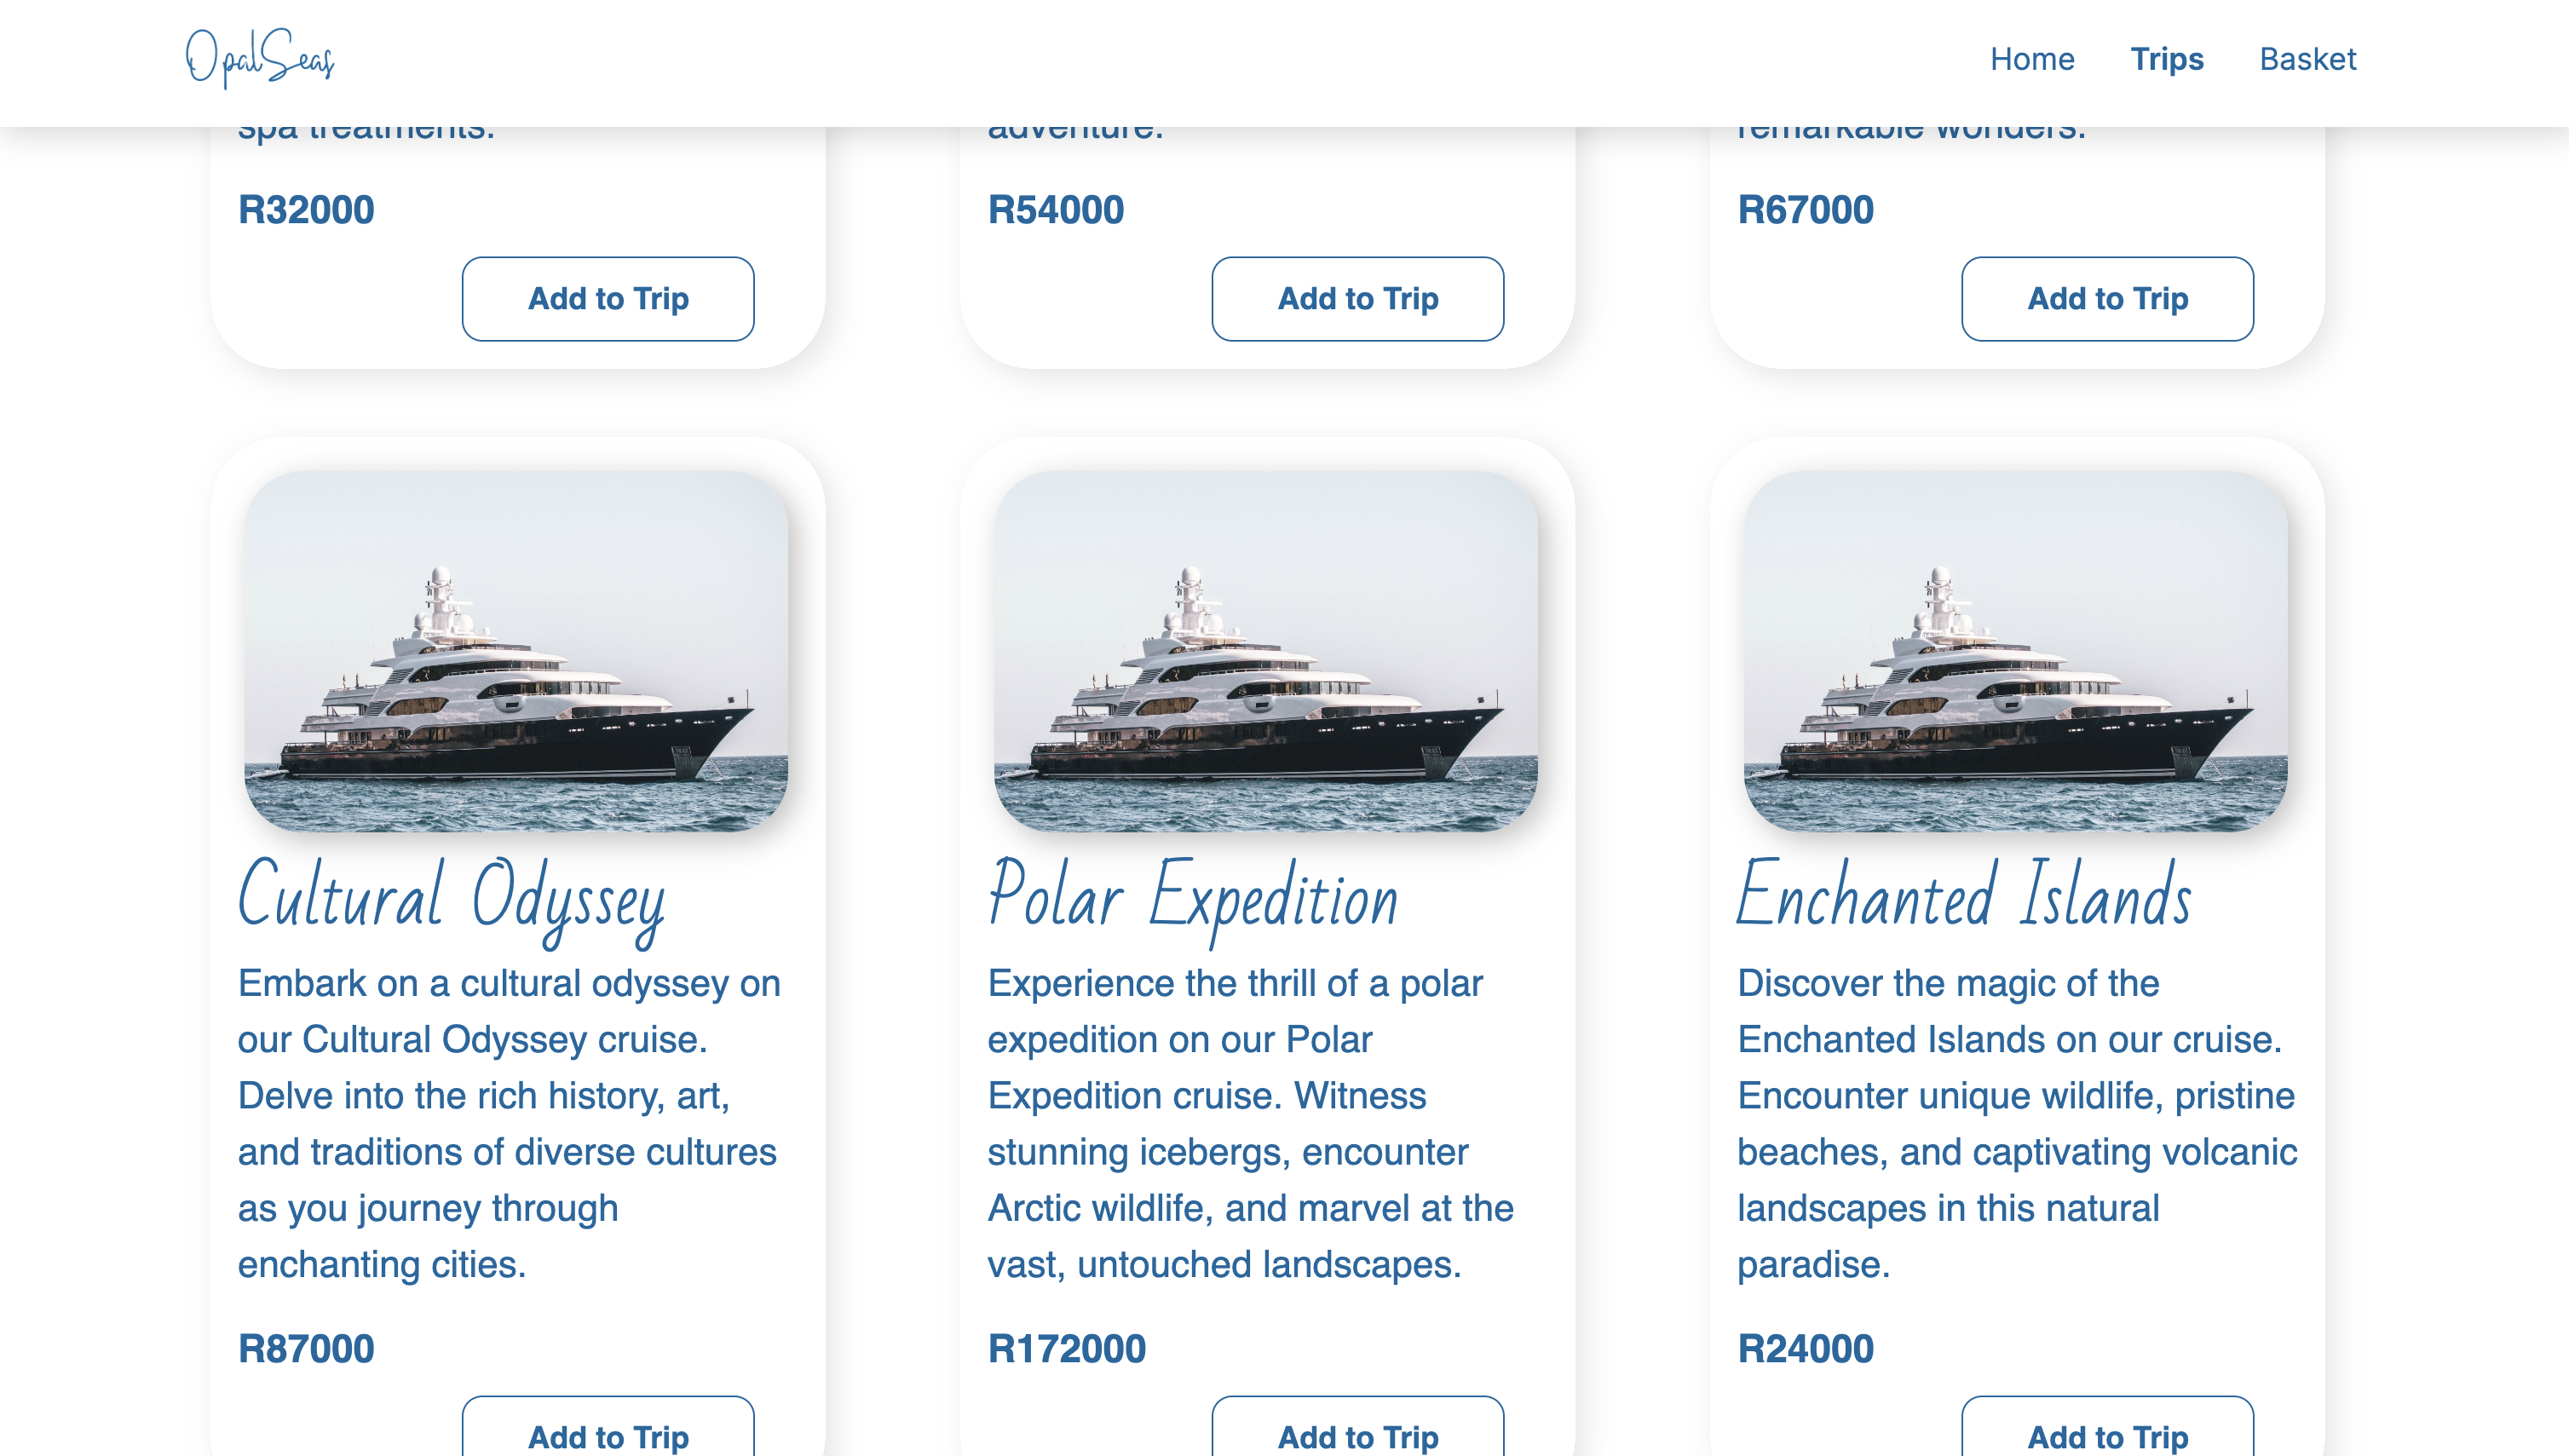 OpalSeas
Home Trips Basket
spa treatments.
adventure.
remarkable wonders.
R32000
R54000
R67000
Add to Trip
Add to Trip
Add to Trip
Cultural Odyssey
Embark on a cultural odyssey on
our Cultural Odyssey cruise.
Delve into the rich history, art,
and traditions of diverse cultures
as you journey through
enchanting cities.
R87000
Add to Trip
Polar Expedition
Experience the thrill of a polar
expedition on our Polar
Expedition cruise. Witness
stunning icebergs, encounter
Arctic wildlife, and marvel at the
vast, untouched landscapes.
R172000
Add to Trip
Enchanted Islands
Discover the magic of the
Enchanted Islands on our cruise.
Encounter unique wildlife, pristine
beaches, and captivating volcanic
landscapes in this natural
paradise.
R24000
Add to Trip